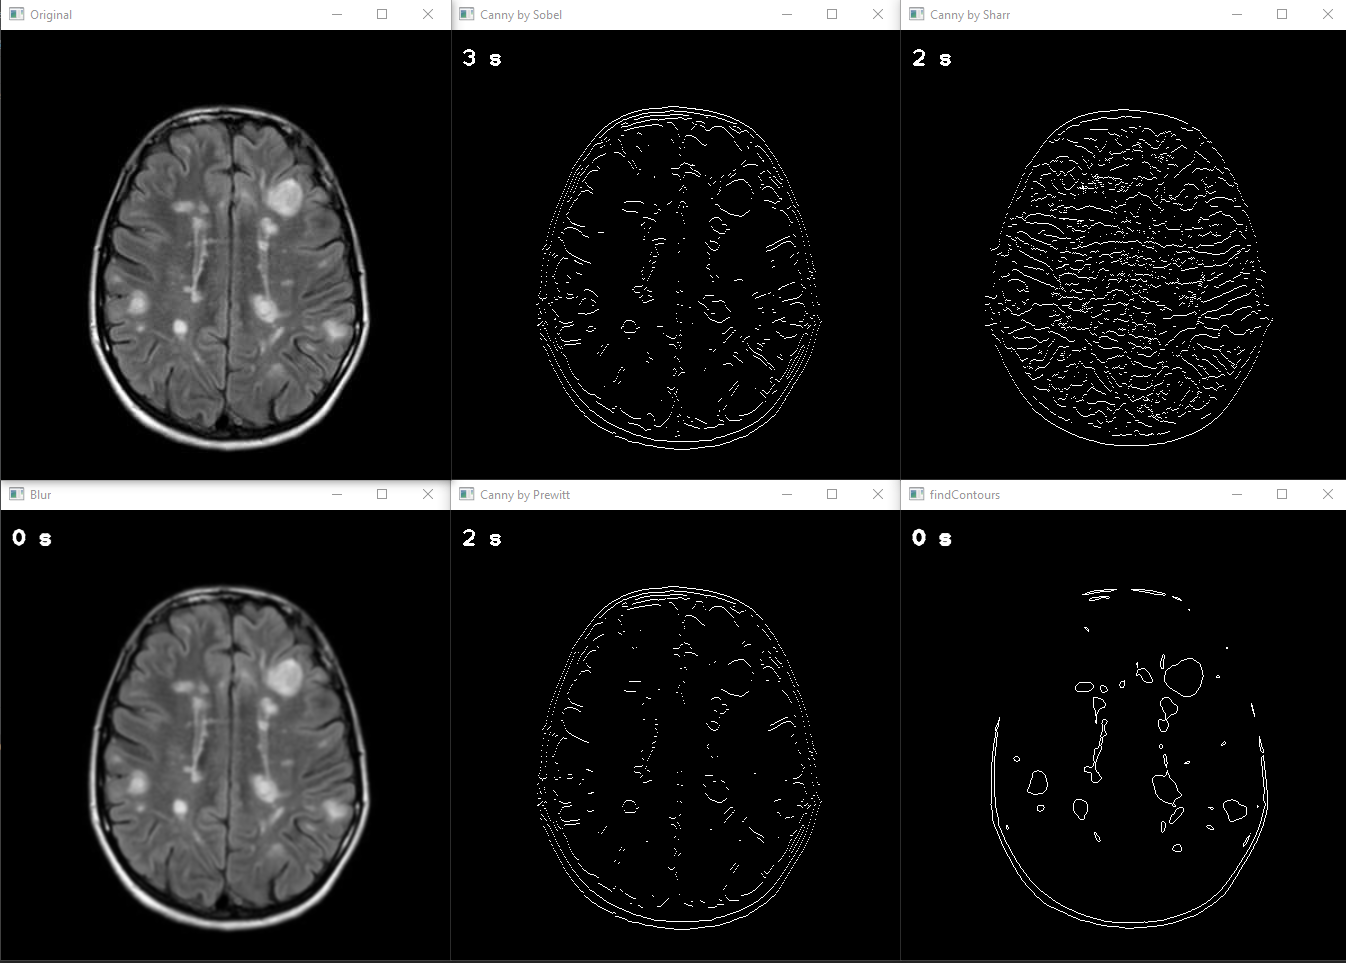 Original
Canny by Sobel
Canny by Sharr
3 s
2 s
Blur
Canny by Prewitt
findContours
0 s
2 s
0 s